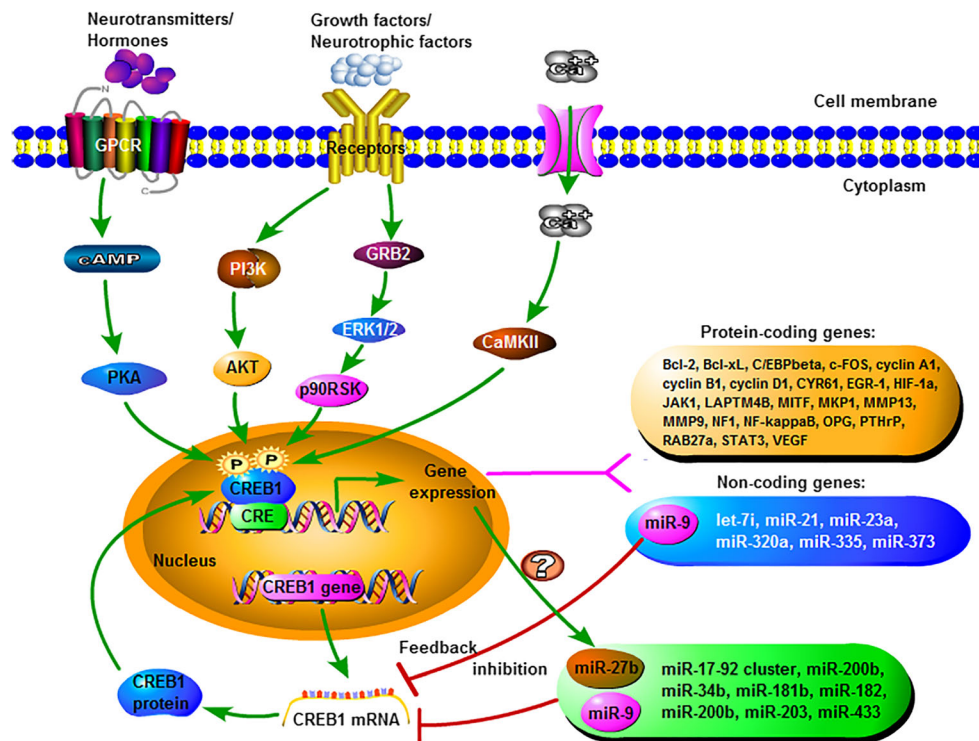 Neurotransmitters/
Hormones
Growth factors/
Neurotrophic factors
Ca++
N
Cell membrane
GPCR
Receptors
C
Cytoplasm
Ca++
cAMP
PI3K
GRB2
ERK1/2
CaMKII
PKA
AKT
p90RSK
Protein-coding genes:
Bcl-2, Bcl-xL, C/EBPbeta, c-FOS, cyclin A1,
cyclin B1, cyclin D1, CYR61, EGR-1, HIF-1a,
JAK1, LAPTM4B, MITF, MKP1, MMP13,
MMP9, NF1, NF-kappaB, OPG, PTHrP,
RAB27a, STAT3, VEGF
P
P
CREB1
CRE
Gene
expression
Non-coding genes:
miR-9
let-7i, miR-21, miR-23a,
miR-320a, miR-335, miR-373
Nucleus
CREB1 gene
?
Feedback
inhibition
CREB1
protein
CREB1 mRNA
miR-27b
miR-9
miR-17-92 cluster, miR-200b,
miR-34b, miR-181b, miR-182,
miR-200b, miR-203, miR-433